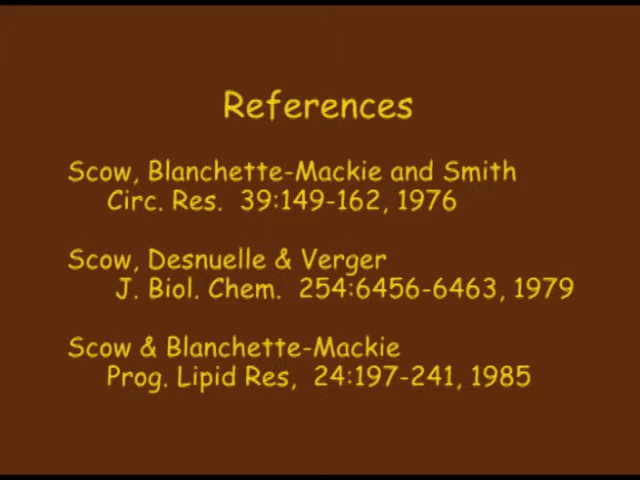 References
Scow, Blanchette-Mackie and Smith
Circ. Res. 39:149-162, 1976
Scow, Desnuelle & Verger
J. Biol. Chem. 254:6456-6463, 1979
Scow & Blanchette-Mackie
Prog. Lipid Res, 24:197-241, 1985